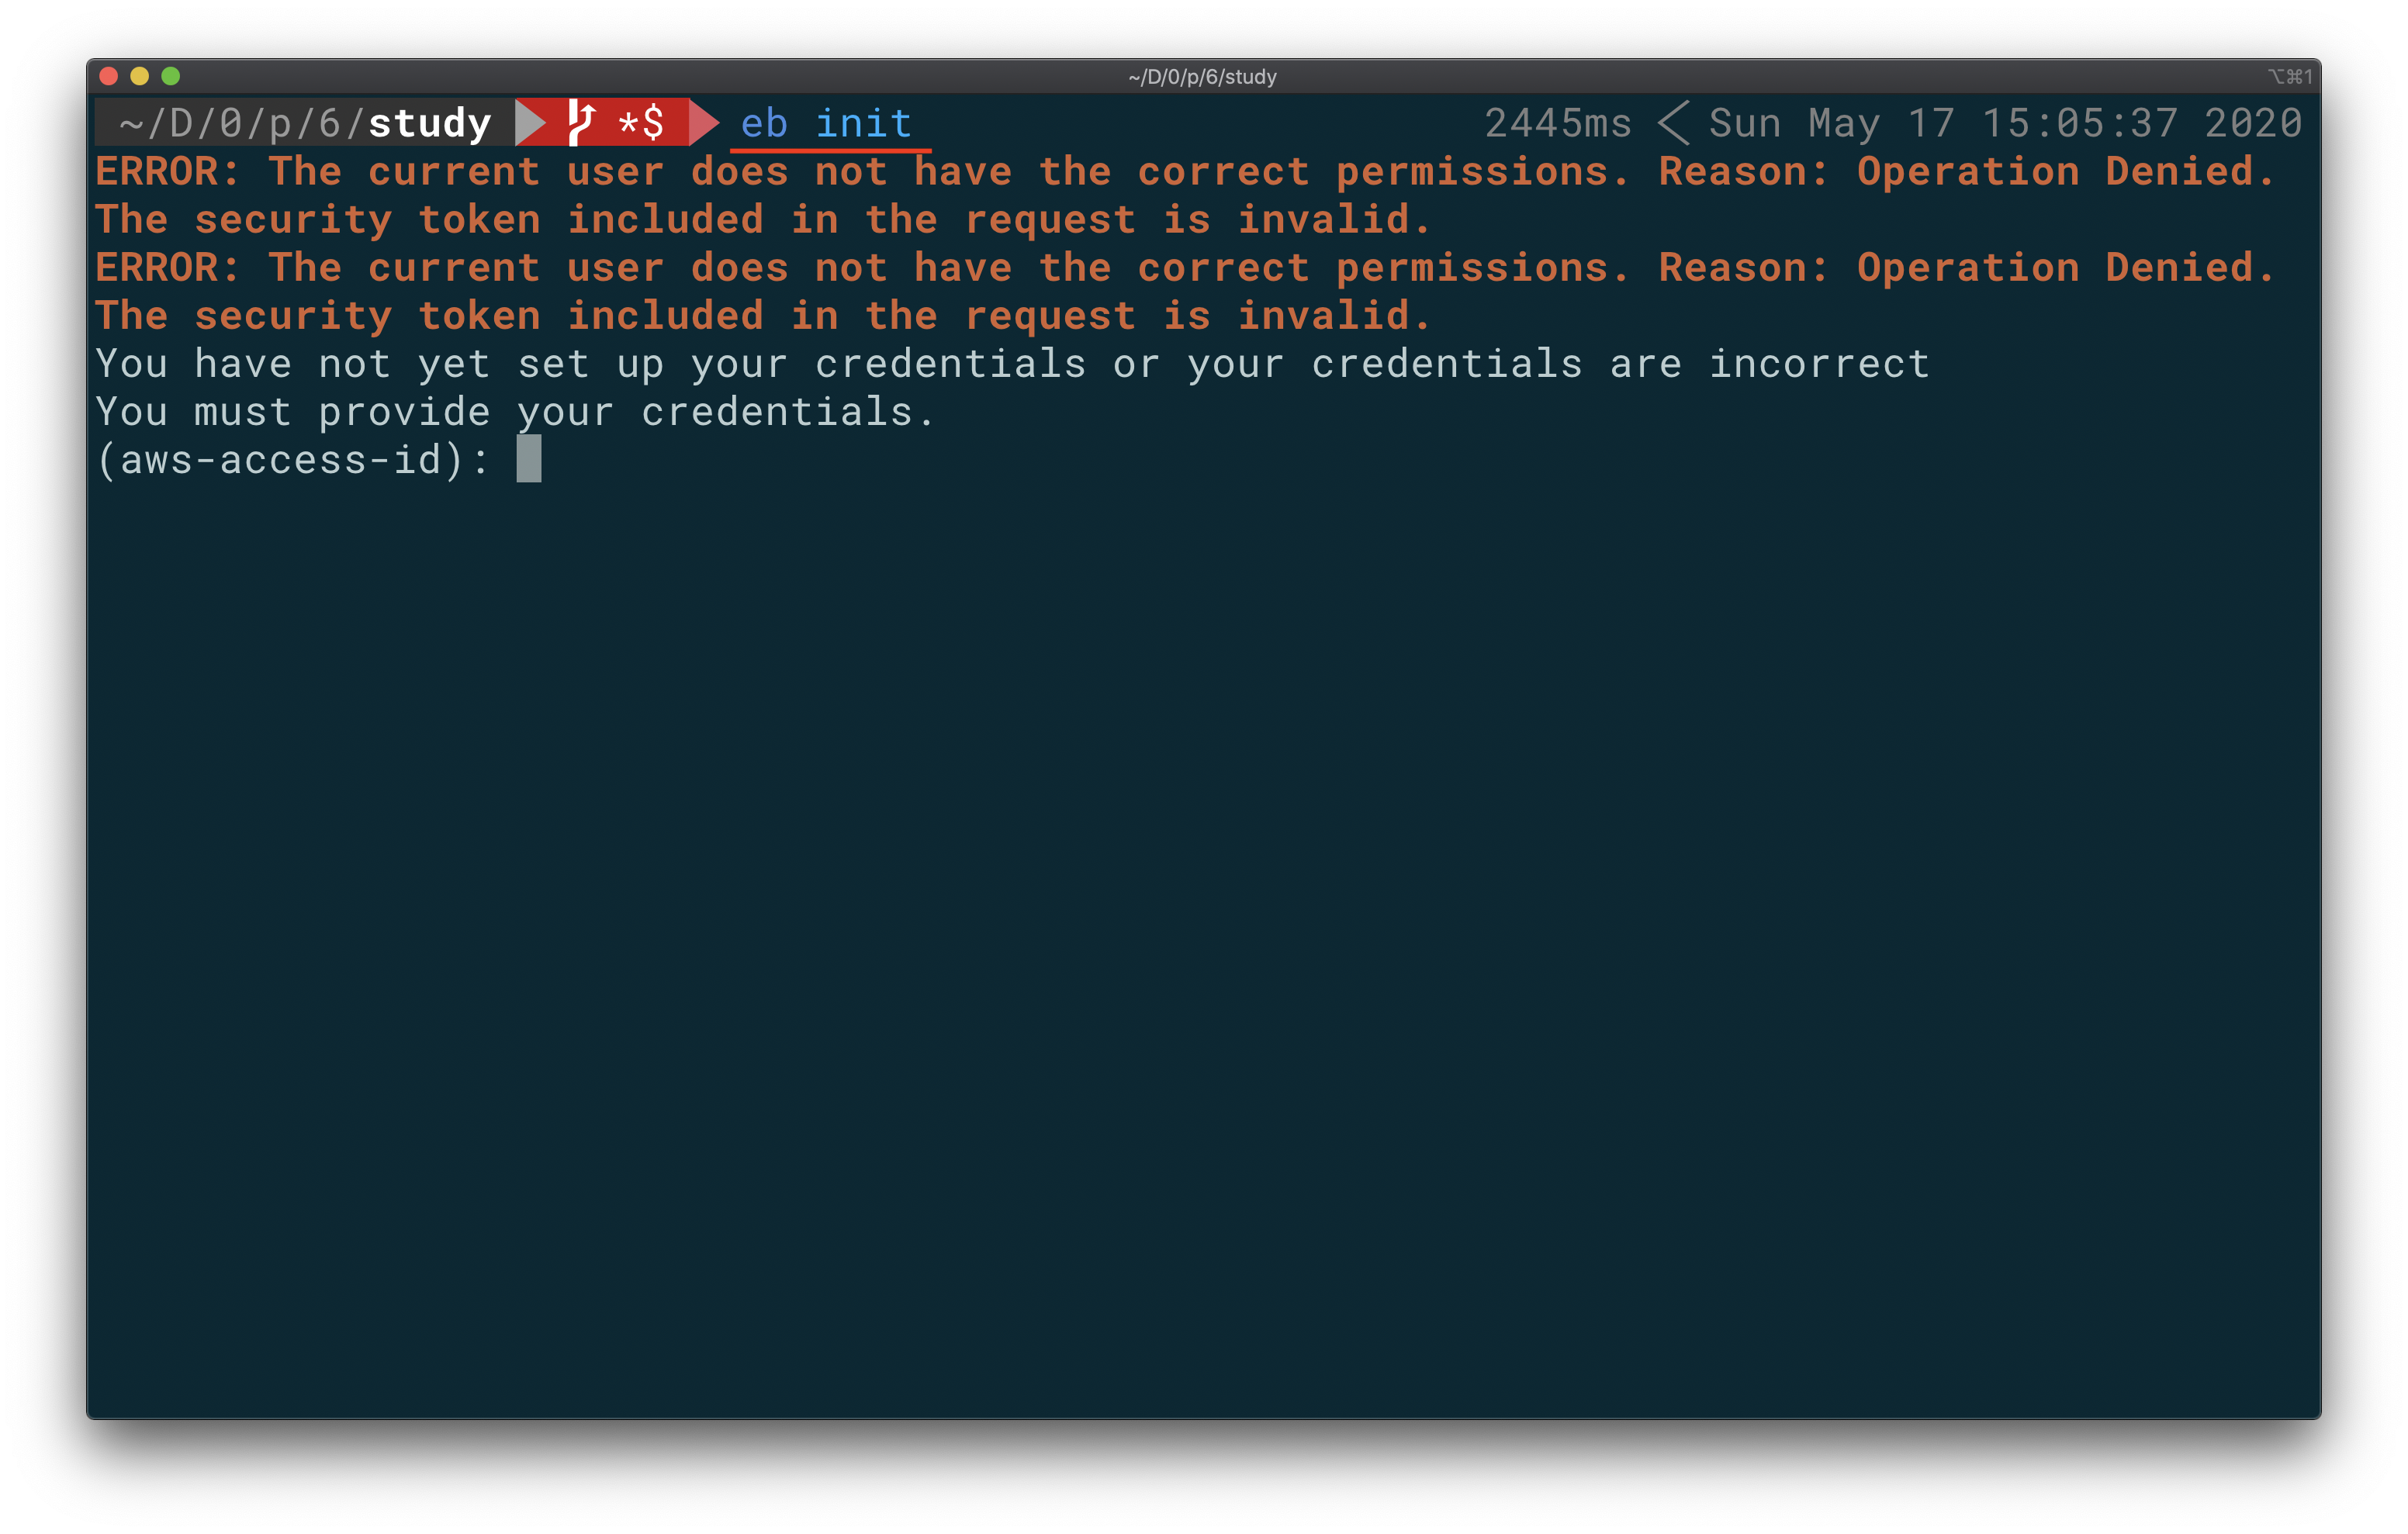 ~/D/0/p/6/study
⌥⌘1
~/D/0/p/6/study *$ eb init 2445ms < Sun May 17 15:05:37 2020
ERROR: The current user does not have the correct permissions. Reason: Operation Denied.
The security token included in the request is invalid.
ERROR: The current user does not have the correct permissions. Reason: Operation Denied.
The security token included in the request is invalid.
You have not yet set up your credentials or your credentials are incorrect
You must provide your credentials.
(aws-access-id):